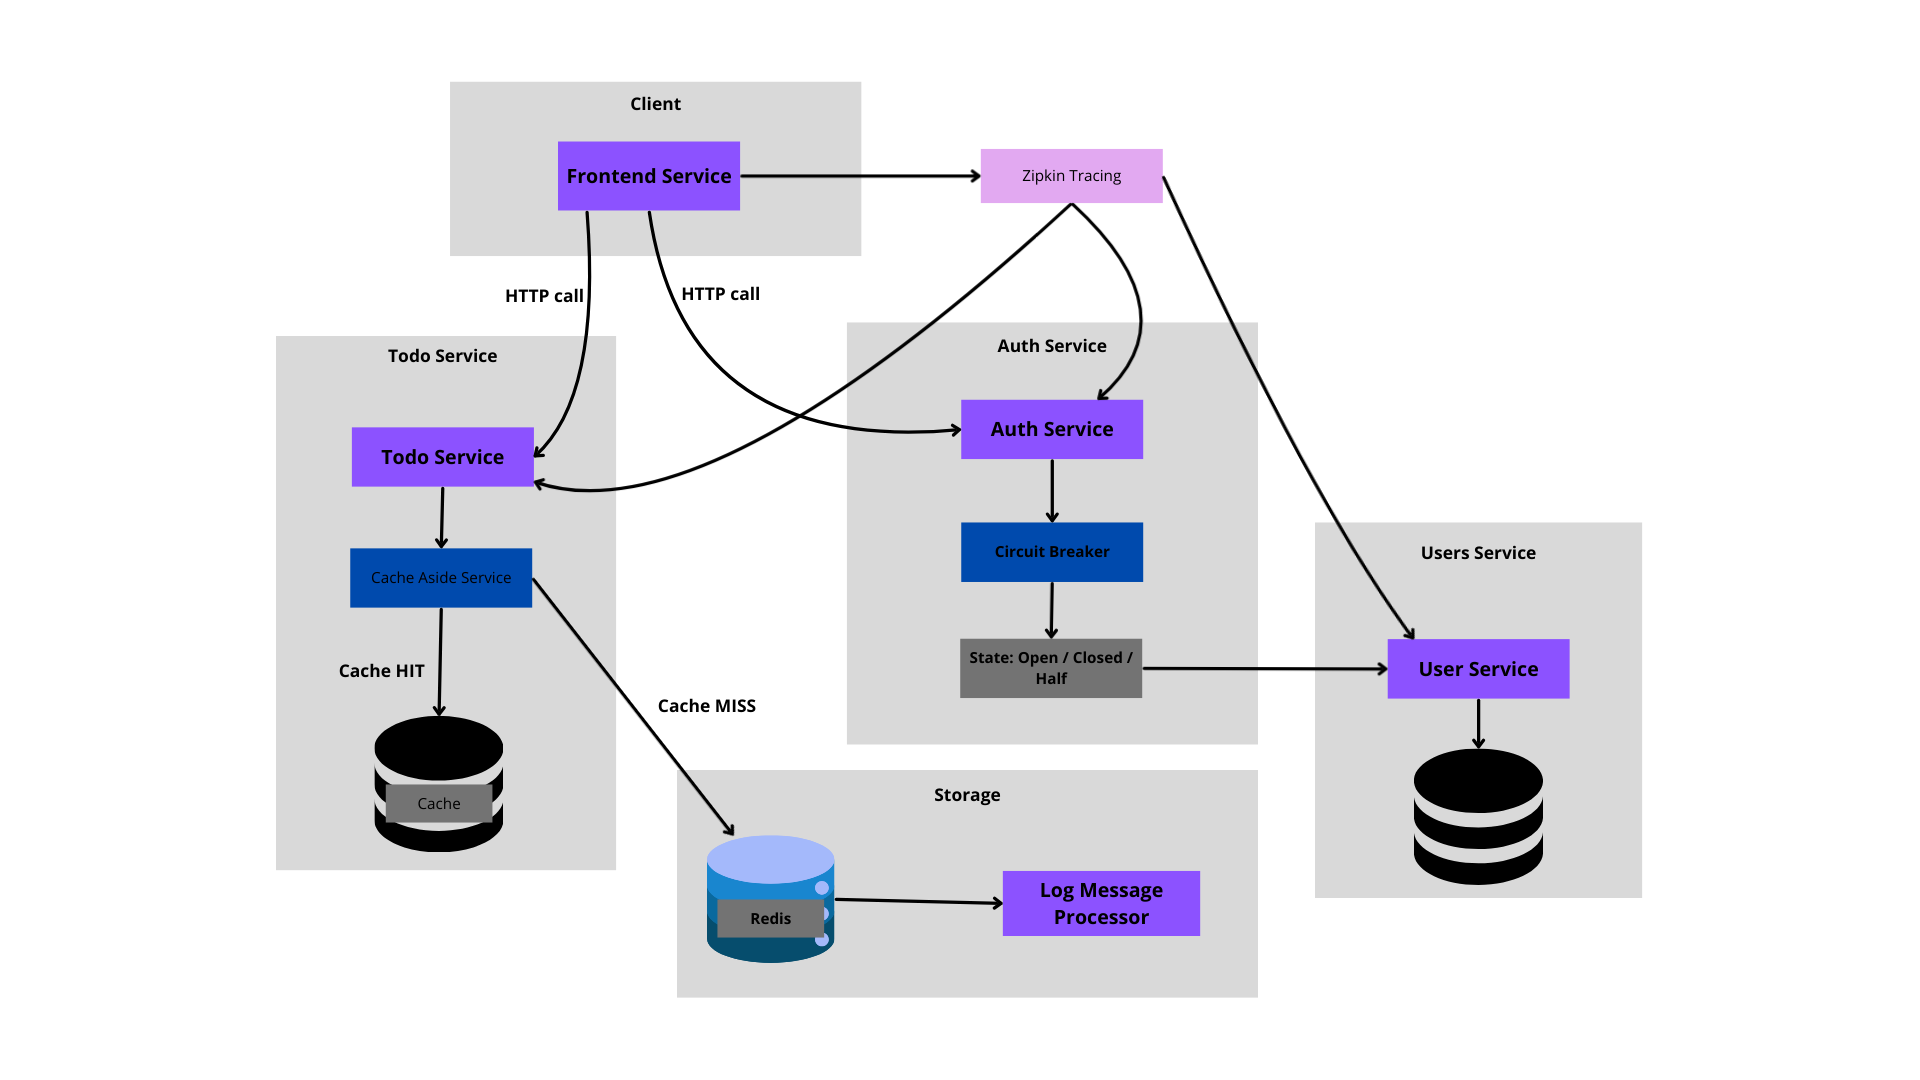 Client
Frontend Service
Zipkin Tracing
HTTP call
HTTP call
Todo Service
Todo Service
Cache Aside Service
Cache HIT
Cache
Cache MISS
Auth Service
Auth Service
Circuit Breaker
State: Open / Closed /
Half
Users Service
User Service
Storage
Redis
Log Message
Processor